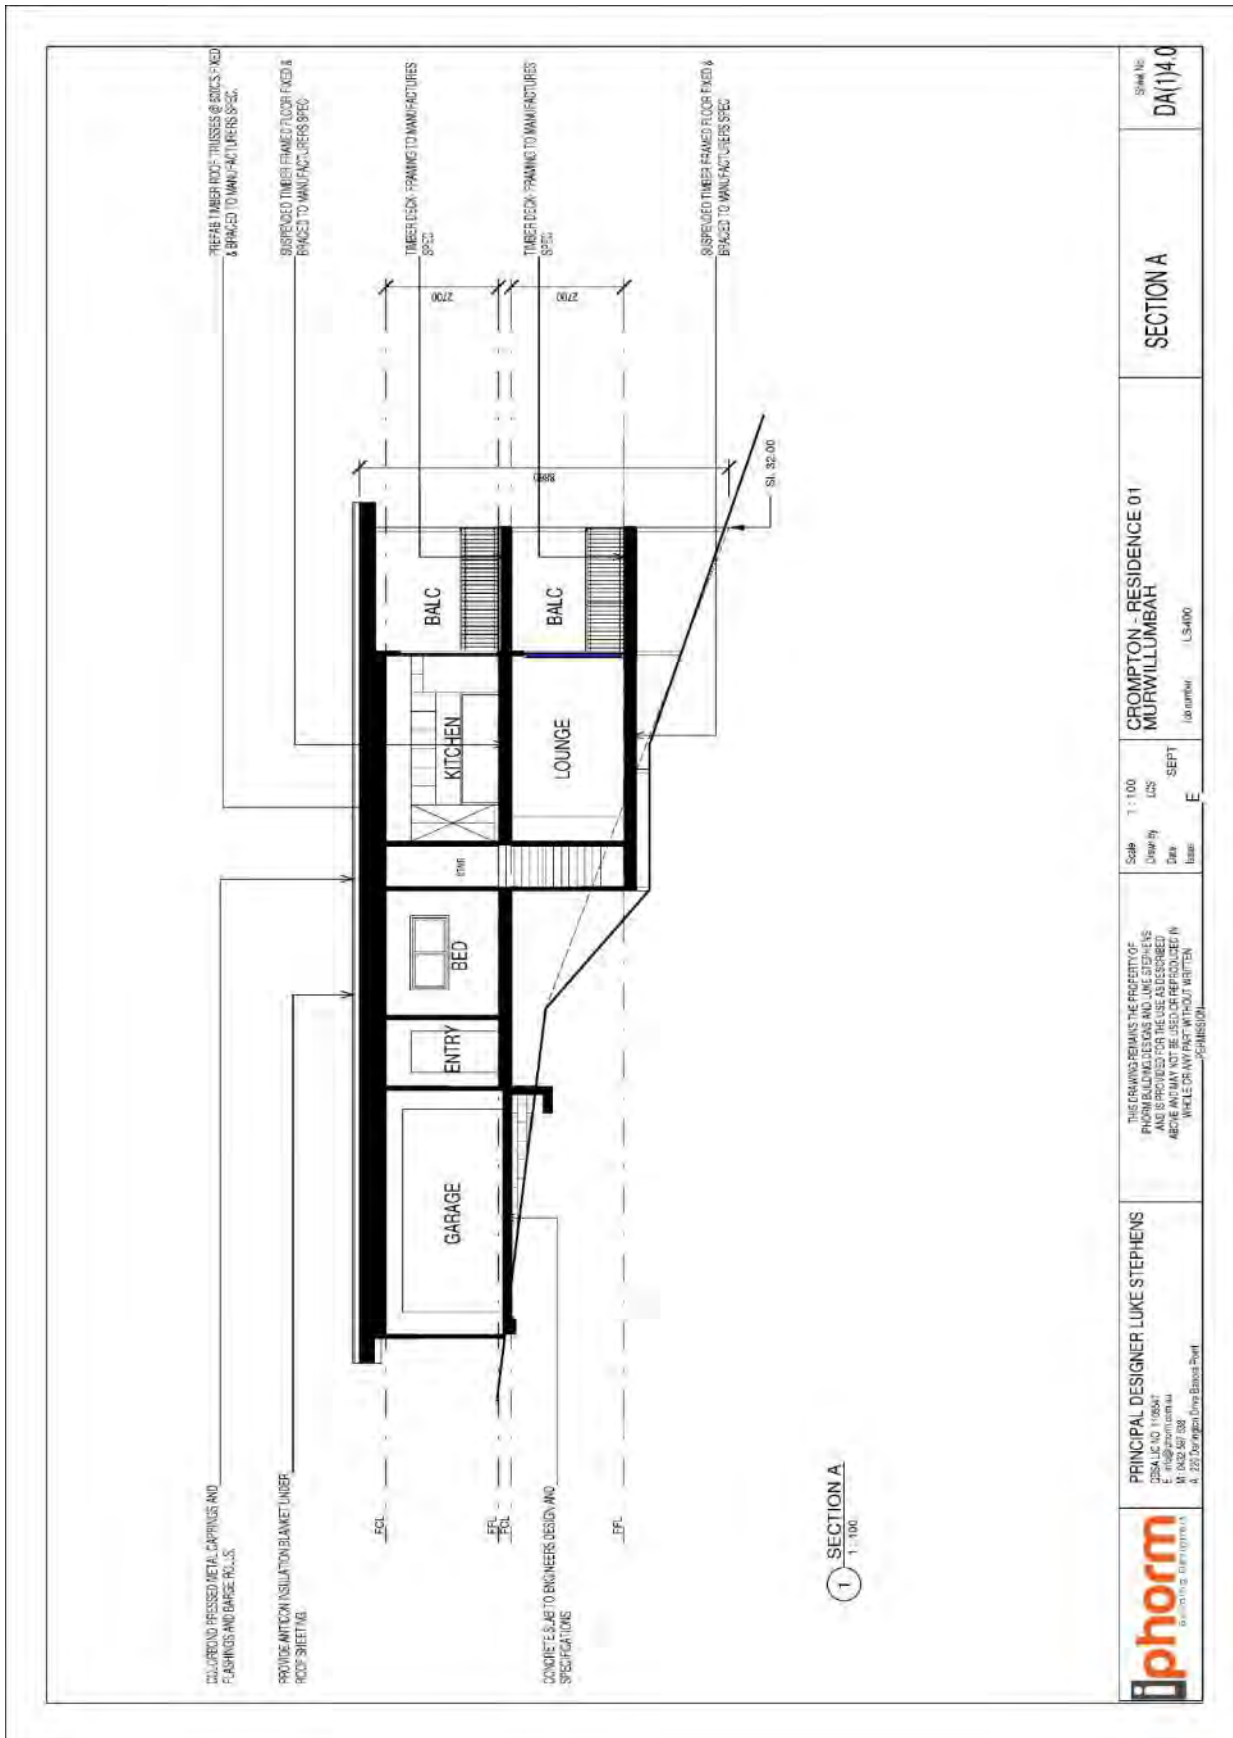 PREFAB TIMBER ROOF TRUSSES @ 600CS FIXED
& BRACED TO MANUFACTURERS SPEC.
SUSPENDED TIMBER FRAMED FLOOR FIXED &
BRACED TO MANUFACTURERS SPEC
TIMBER DECK- FRAMING TO MANUFACTURES
SPEC
TIMBER DECK- FRAMING TO MANUFACTURES
SPEC
SUSPENDED TIMBER FRAMED FLOOR FIXED &
BRACED TO MANUFACTURERS SPEC
COLORBOND PRESSED METAL CAPPINGS AND
FLASHINGS AND BARGE ROLLS.
PROVIDE ANTICON INSULATION BLANKET UNDER
ROOF SHEETING
CONCRETE SLAB TO ENGINEERS DESIGN AND
SPECIFICATIONS
FCL
FFL
FCL
FFL
GARAGE
ENTRY
BED
STAIR
KITCHEN
BALC
LOUNGE
BALC
2700
2700
SL 32.00
1
SECTION A
1 : 100
iphorm
Building Designers
PRINCIPAL DESIGNER LUKE STEPHENS
THIS DRAWING REMAINS THE PROPERTY OF
IPHORM BUILDING DESIGNS AND LUKE STEPHENS
AND IS PROVIDED FOR THE USE AS DESCRIBED
ABOVE AND MAY NOT BE USED OR REPRODUCED IN
WHOLE OR ANY PART WITHOUT WRITTEN
PERMISSION
Scale 1 : 100
Drawn By LCS
Date SEPT
Issue E
CROMPTON - RESIDENCE 01
MURWILLUMBAH
Job number LS400
SECTION A
Sheet No
DA(1)4.0